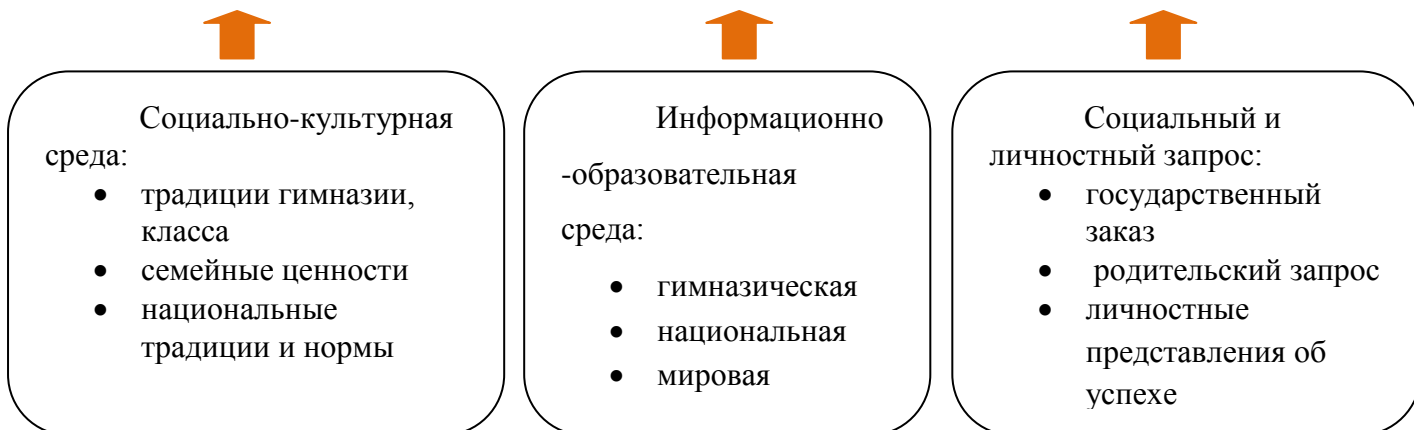 Социально-культурная
среда:
• традиции гимназии,
класса
• семейные ценности
• национальные
традиции и нормы
Информационно
-образовательная
среда:
• гимназическая
• национальная
• мировая
Социальный и
личностный запрос:
• государственный
заказ
• родительский запрос
• личностные
представления об
успехе